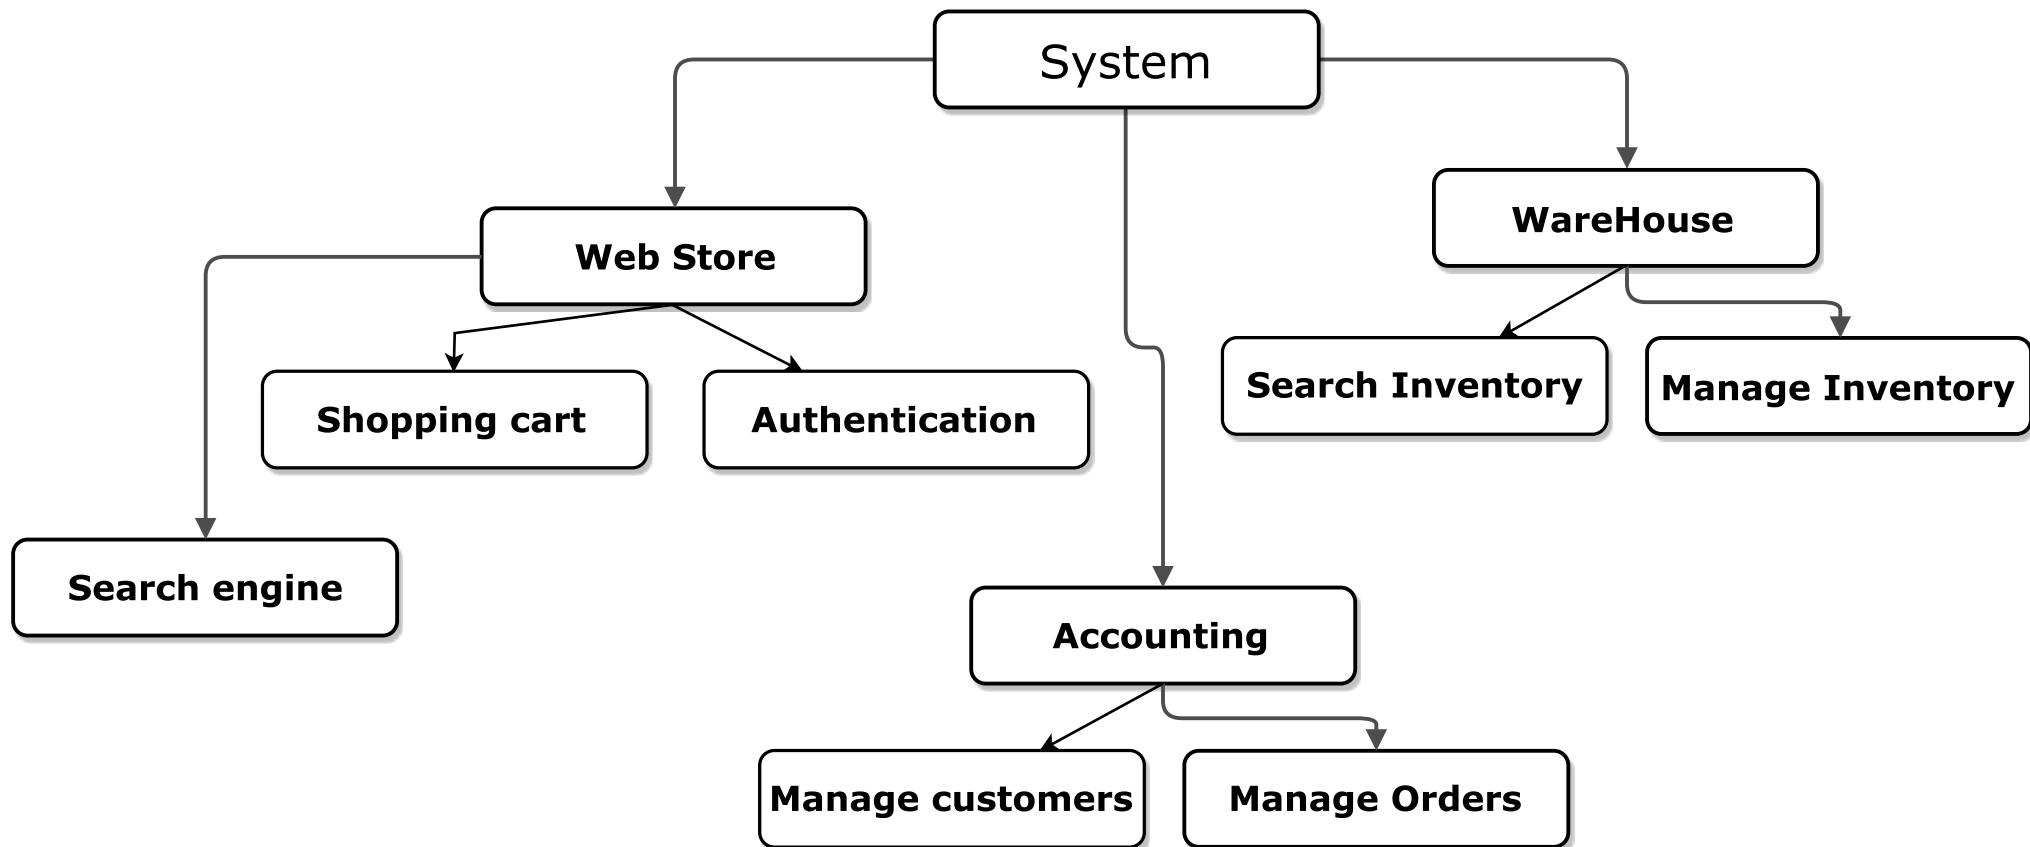 System
WareHouse
Web Store
Search Inventory
Manage Inventory
Shopping cart
Authentication
Search engine
Accounting
Manage customers
Manage Orders